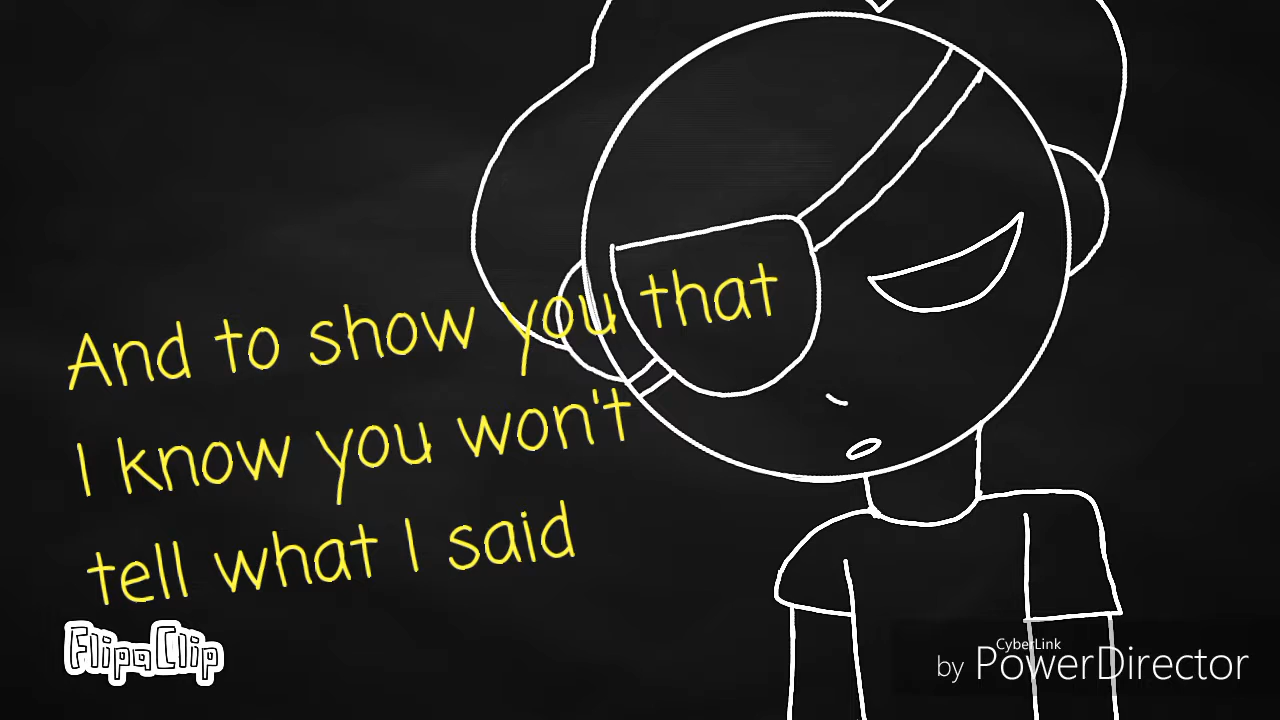 And to show you that
I know you won't
tell what I said
FlipaClip
CyberLink
by PowerDirector